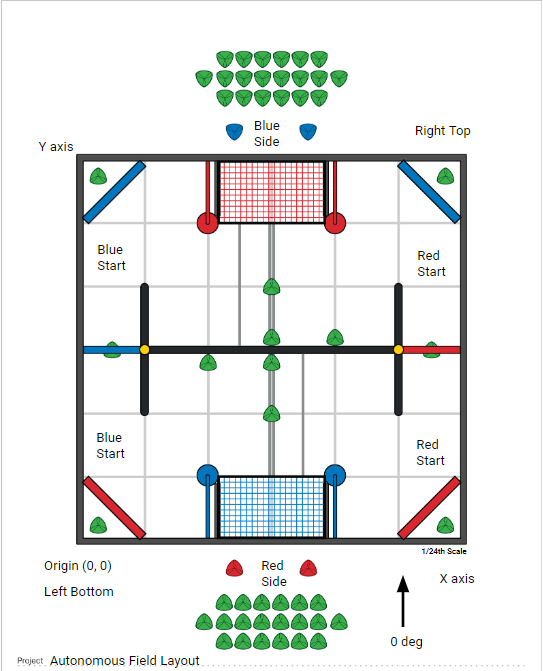 Blue
Side
Right Top
Y axis
Blue
Start
Red
Start
Blue
Start
Red
Start
1/24th Scale
Origin (0, 0)
Red
Side
X axis
Left Bottom
0 deg
Project Autonomous Field Layout